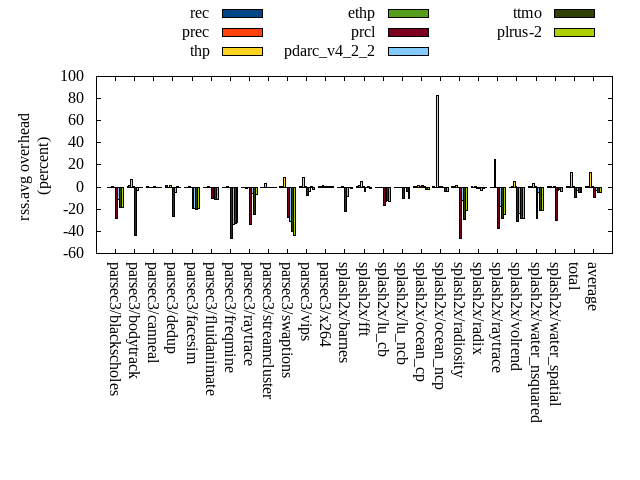 rec ethp ttmo
prec prcl plrus-2
thp pdarc_v4_2_2
rss.avg overhead
(percent)
100
80
60
40
20
0
-20
-40
-60
parsec3/blackscholes
parsec3/bodytrack
parsec3/canneal
parsec3/dedup
parsec3/facesim
parsec3/fluidanimate
parsec3/freqmine
parsec3/raytrace
parsec3/streamcluster
parsec3/swaptions
parsec3/vips
parsec3/x264
splash2x/barnes
splash2x/fft
splash2x/lu_cb
splash2x/lu_ncb
splash2x/ocean_cp
splash2x/ocean_ncp
splash2x/radiosity
splash2x/radix
splash2x/raytrace
splash2x/volrend
splash2x/water_nsquared
splash2x/water_spatial
total
average